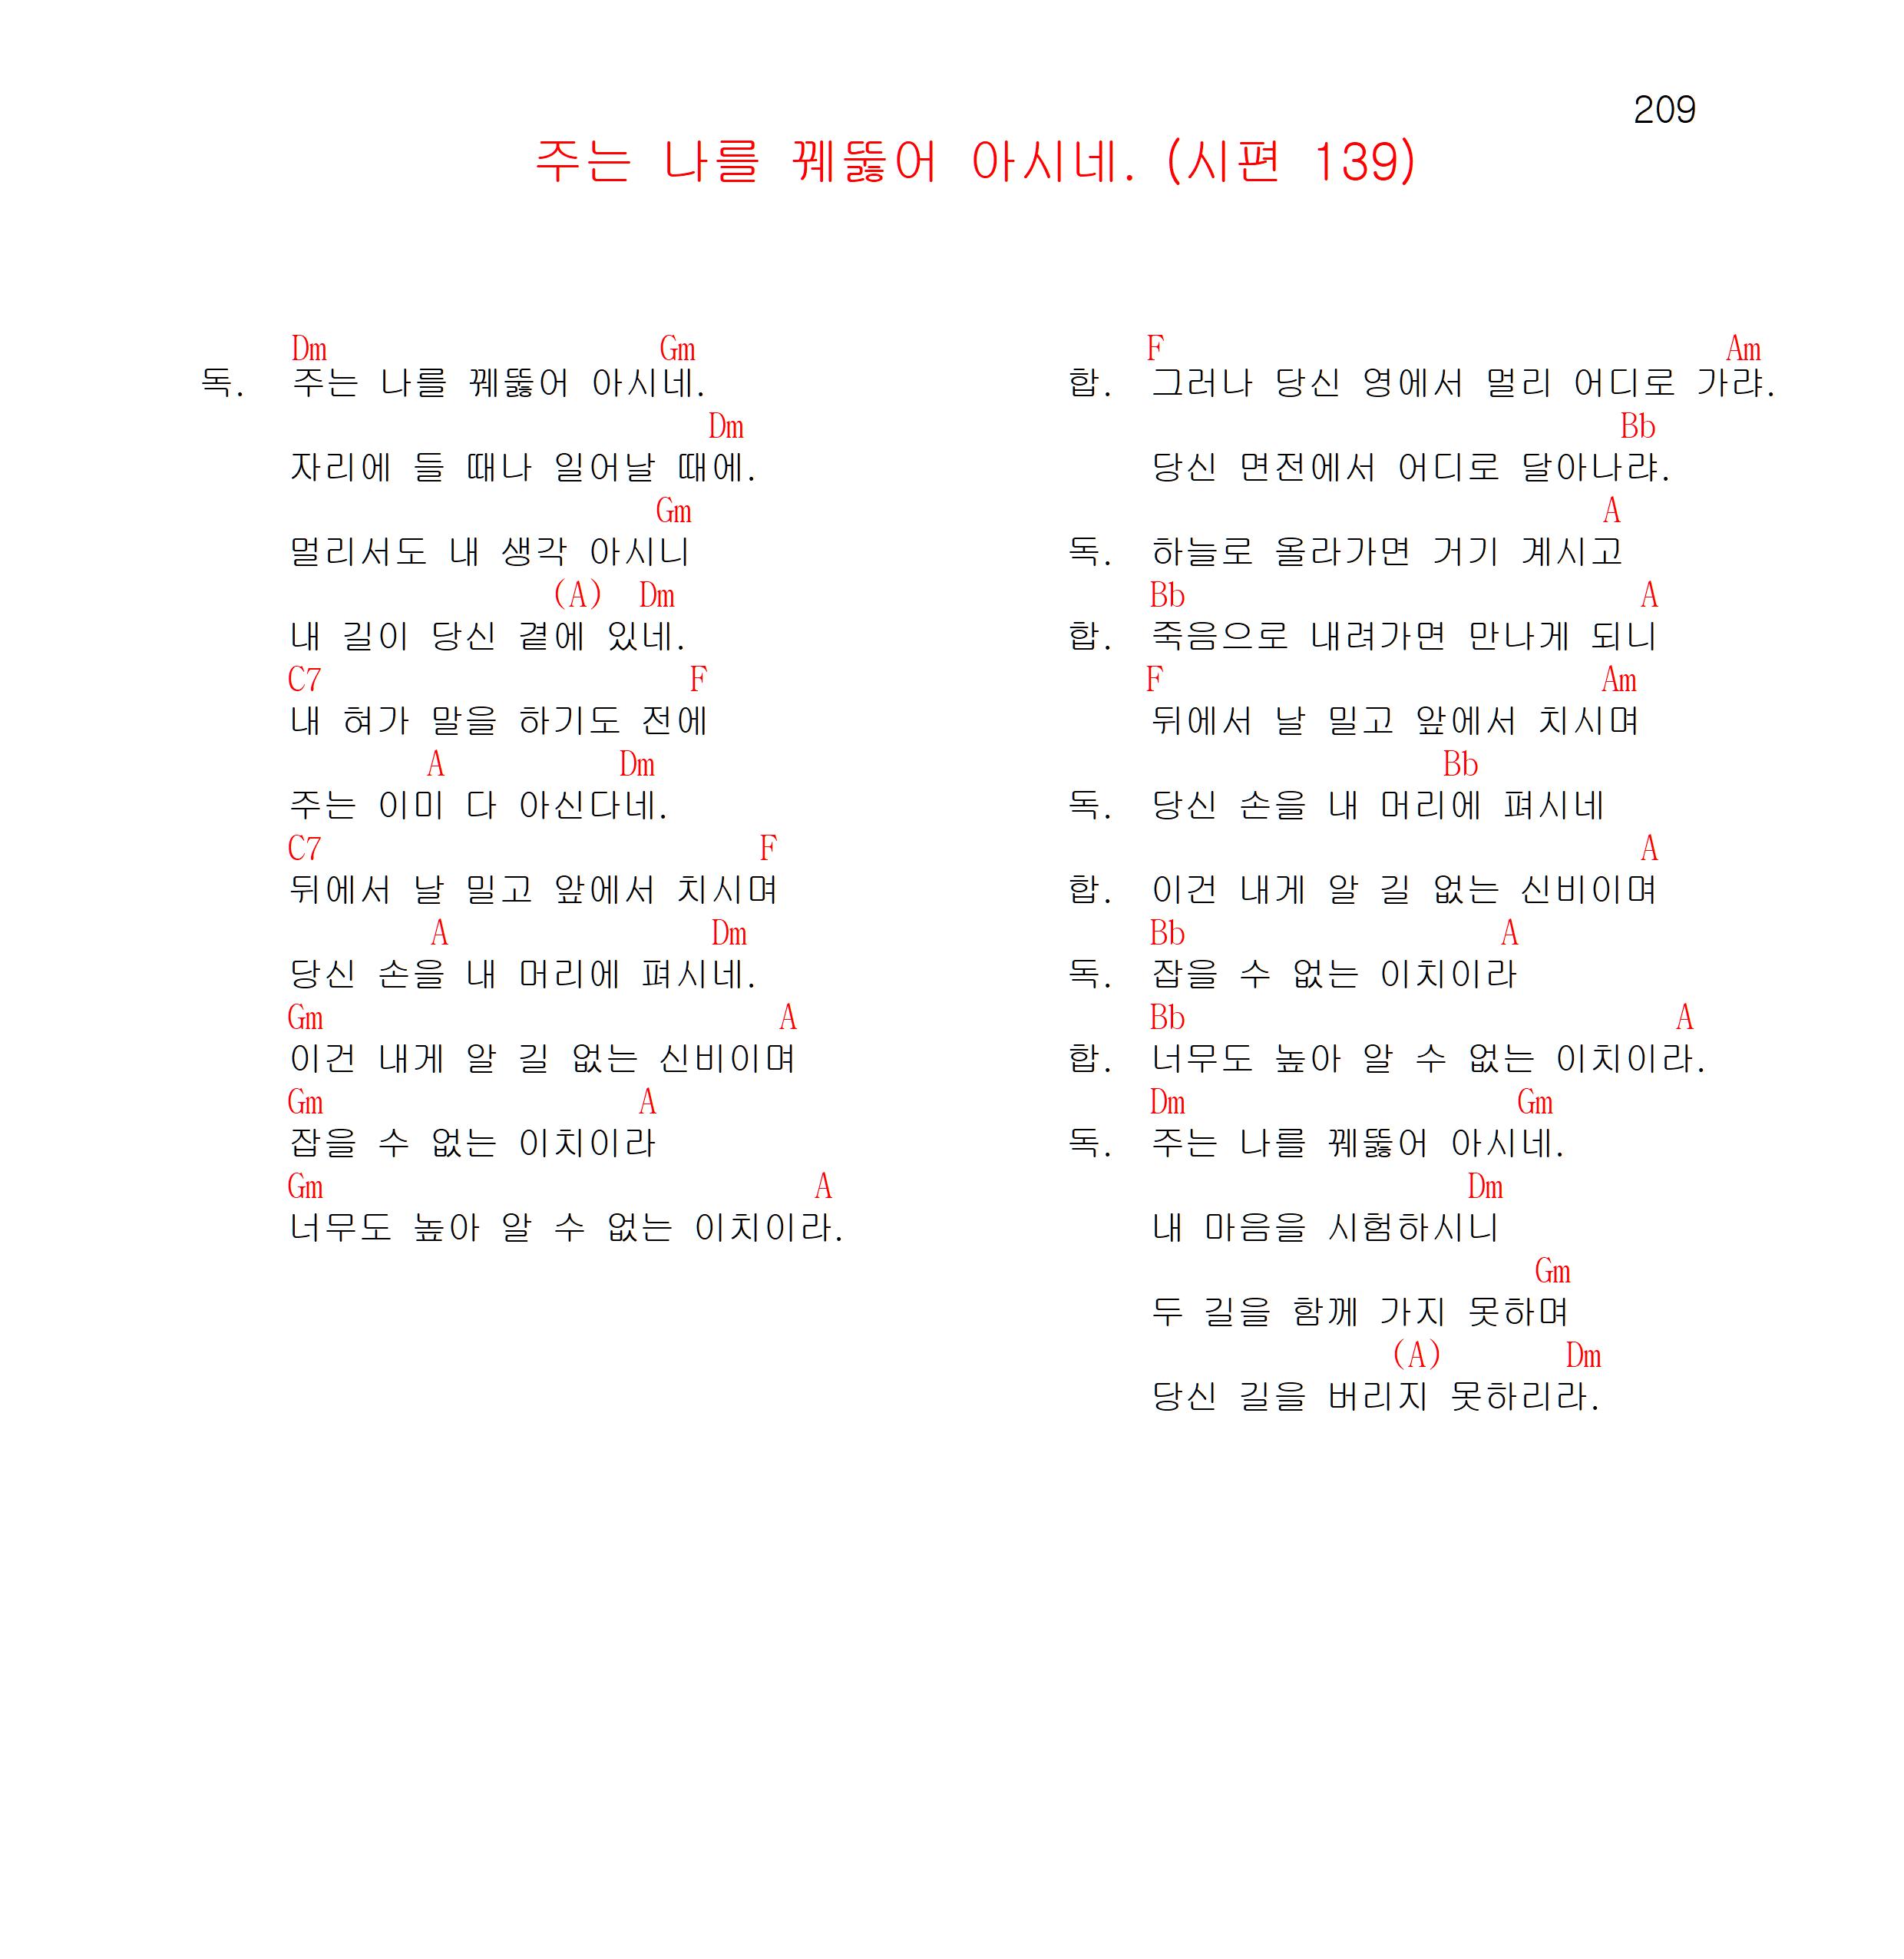 209
주는 나를 꿰뚫어 아시네. (시편 139)
Dm Gm
독. 주는 나를 꿰뚫어 아시네.
Dm
자리에 들 때나 일어날 때에.
Gm
멀리서도 내 생각 아시니
(A) Dm
내 길이 당신 곁에 있네.
C7 F
내 혀가 말을 하기도 전에
A Dm
주는 이미 다 아신다네.
C7 F
뒤에서 날 밀고 앞에서 치시며
A Dm
당신 손을 내 머리에 펴시네.
Gm A
이건 내게 알 길 없는 신비이며
Gm A
잡을 수 없는 이치이라
Gm A
너무도 높아 알 수 없는 이치이라.
F Am
합. 그러나 당신 영에서 멀리 어디로 가랴.
Bb
당신 면전에서 어디로 달아나랴.
A
독. 하늘로 올라가면 거기 계시고
Bb A
합. 죽음으로 내려가면 만나게 되니
F Am
뒤에서 날 밀고 앞에서 치시며
Bb
독. 당신 손을 내 머리에 펴시네
A
합. 이건 내게 알 길 없는 신비이며
Bb A
독. 잡을 수 없는 이치이라
Bb A
합. 너무도 높아 알 수 없는 이치이라.
Dm Gm
독. 주는 나를 꿰뚫어 아시네.
Dm
내 마음을 시험하시니
Gm
두 길을 함께 가지 못하며
(A) Dm
당신 길을 버리지 못하리라.